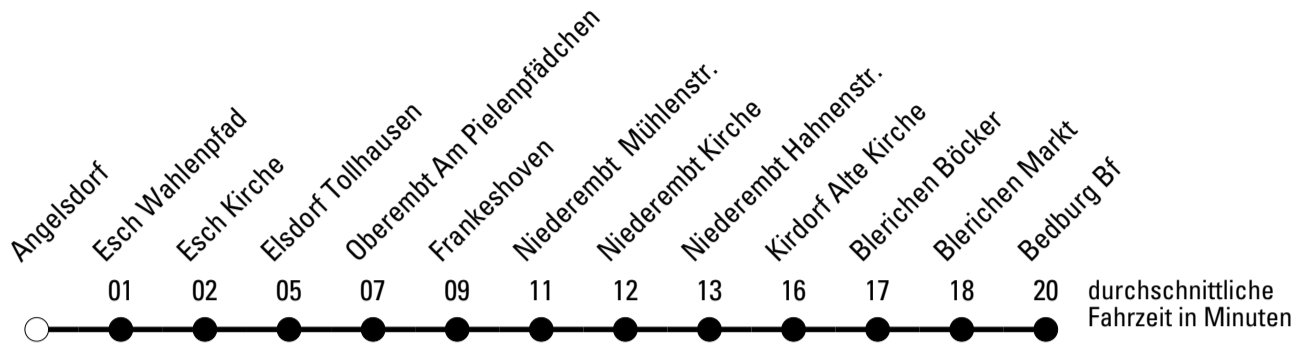 Angelsdorf
Esch Wahlenpfad
Esch Kirche
Elsdorf Tollhausen
Oberembt Am Pielenpfädchen
Frankeshoven
Niederembt Mühlenstr.
Niederembt Kirche
Niederembt Hahnenstr.
Kirdorf Alte Kirche
Blerichen Böcker
Blerichen Markt
Bedburg Bf
01 02 05 07 09 11 12 13 16 17 18 20
durchschnittliche
Fahrzeit in Minuten